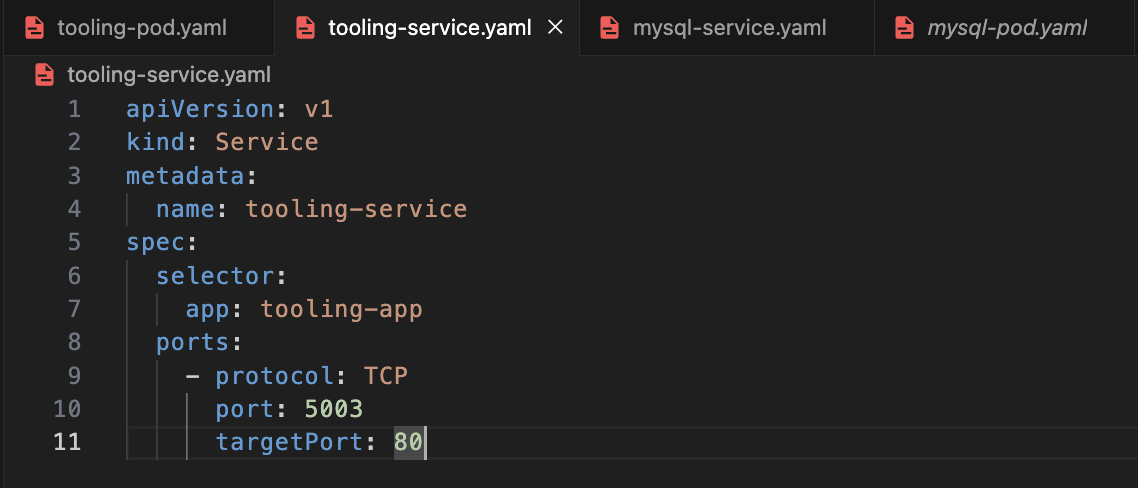 tooling-pod.yaml tooling-service.yaml mysql-service.yaml mysql-pod.yaml
tooling-service.yaml
1 apiVersion: v1
2 kind: Service
3 metadata:
4   name: tooling-service
5 spec:
6   selector:
7     app: tooling-app
8   ports:
9     - protocol: TCP
10       port: 5003
11       targetPort: 80